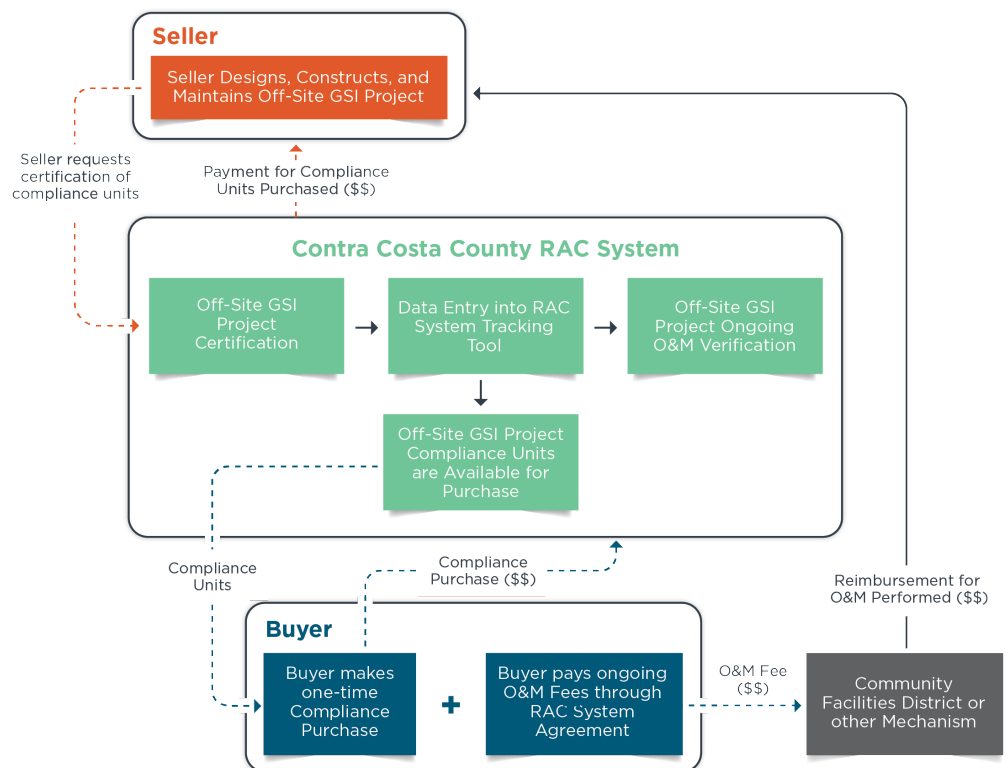 Seller
Seller Designs, Constructs, and
Maintains Off-Site GSI Project
Seller requests
certification of
compliance units
Payment for Compliance
Units Purchased ($$)
Contra Costa County RAC System
Off-Site GSI
Project
Certification
Data Entry into RAC
System Tracking
Tool
Off-Site GSI
Project Ongoing
O&M Verification
Off-Site GSI Project
Compliance Units
are Available for
Purchase
Compliance
Units
Compliance
Purchase ($$)
Reimbursement for
O&M Performed ($$)
Buyer
Buyer makes
one-time
Compliance
Purchase
+
Buyer pays ongoing
O&M Fees through
RAC System
Agreement
O&M Fee
($$)
Community
Facilities District or
other Mechanism